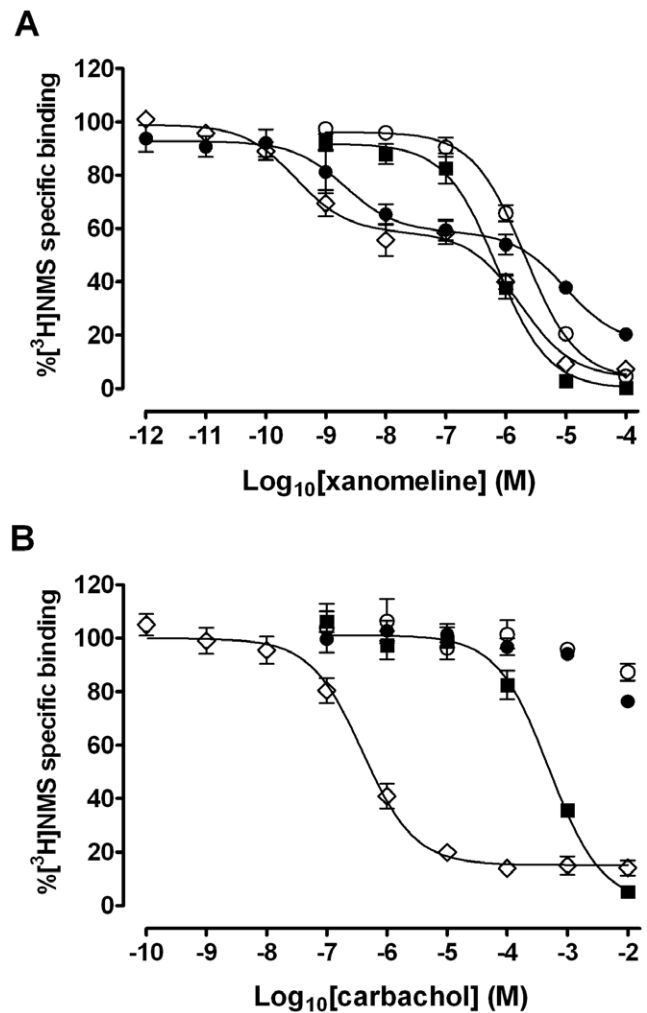 A
120
100
80
60
40
20
0
%[³H]NMS specific binding
-12 -11 -10 -9 -8 -7 -6 -5 -4
Log₁₀[xanomeline] (M)
B
120
100
80
60
40
20
0
%[³H]NMS specific binding
-10 -9 -8 -7 -6 -5 -4 -3 -2
Log₁₀[carbachol] (M)